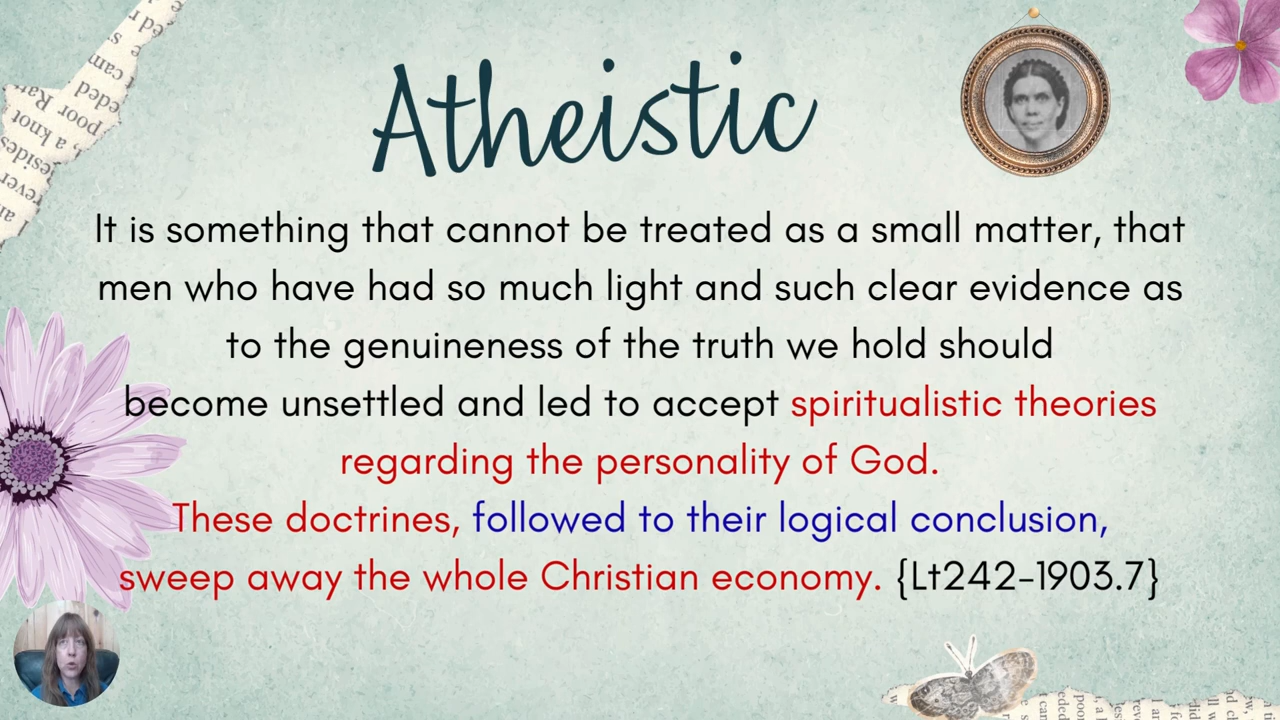 Atheistic
It is something that cannot be treated as a small matter, that
men who have had so much light and such clear evidence as
to the genuineness of the truth we hold should
become unsettled and led to accept spiritualistic theories
regarding the personality of God.
These doctrines, followed to their logical conclusion,
sweep away the whole Christian economy. {Lt242-1903.7}